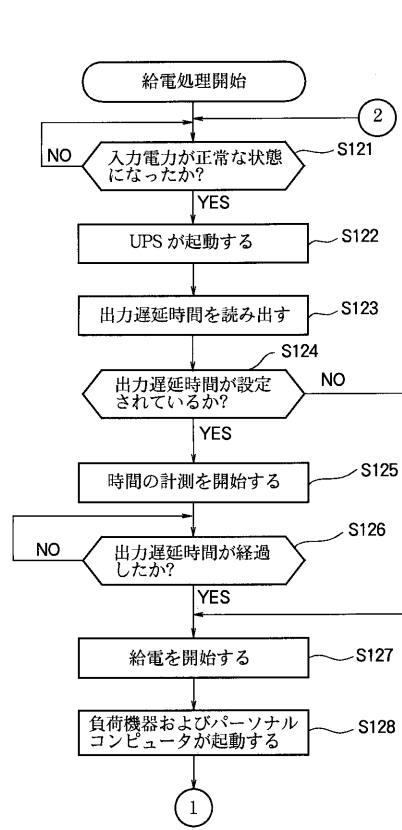 給電処理開始
2
入力電力が正常な状態
になったか?
S121
NO
YES
UPSが起動する
S122
出力遅延時間を読み出す
S123
S124
出力遅延時間が設定
されているか?
NO
YES
時間の計測を開始する
S125
出力遅延時間が経過
したか?
S126
NO
YES
給電を開始する
S127
負荷機器およびパーソナル
コンピュータが起動する
S128
1